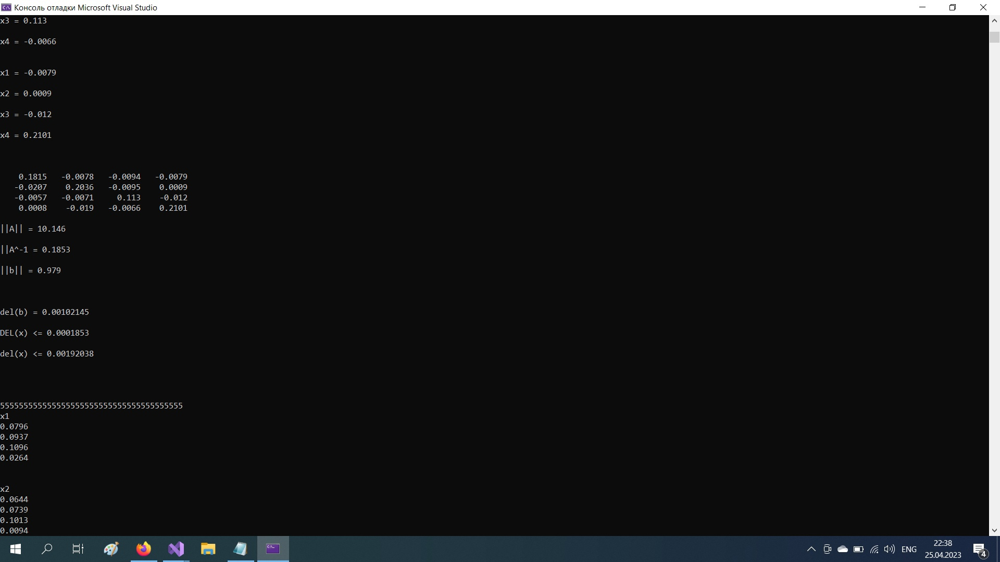 Консоль отладки Microsoft Visual Studio
x3 = 0.113
x4 = -0.0066
x1 = -0.0079
x2 = 0.0009
x3 = -0.012
x4 = 0.2101
0.1815 -0.0078 -0.0094 -0.0079
-0.0207 0.2036 -0.0095 0.0009
-0.0057 -0.0071 0.113 -0.012
0.0008 -0.019 -0.0066 0.2101
||A|| = 10.146
||A^-1 = 0.1853
||b|| = 0.979
del(b) = 0.00102145
DEL(x) <= 0.0001853
del(x) <= 0.00192038
555555555555555555555555555555555555555
x1
0.0796
0.0937
0.1096
0.0264
x2
0.0644
0.0739
0.1013
0.0094
ENG
22:38
25.04.2023
4